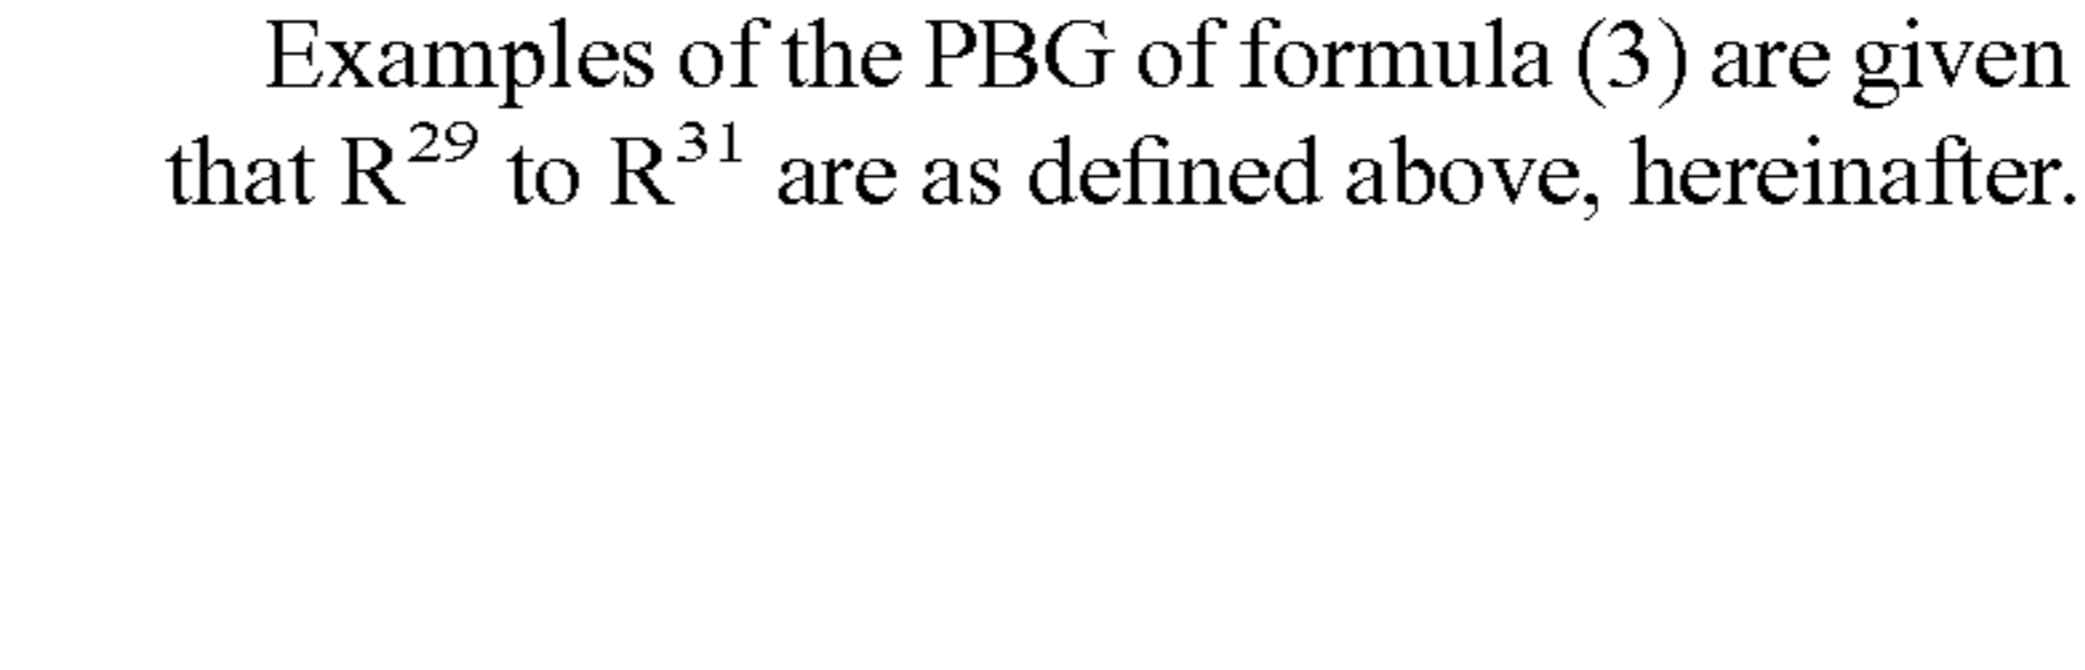 Examples of the PBG of formula (3) are given
that R²⁹ to R³¹ are as defined above, hereinafter.